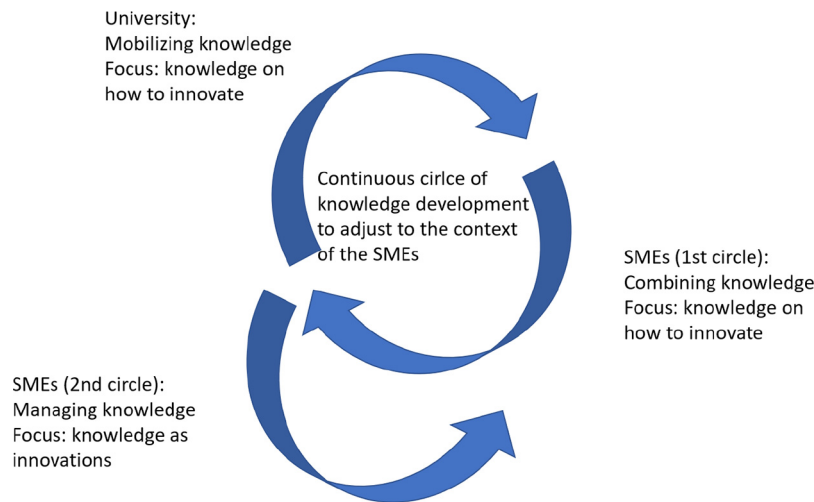 University:
Mobilizing knowledge
Focus: knowledge on
how to innovate
Continuous cirlce of
knowledge development
to adjust to the context
of the SMEs
SMEs (1st circle):
Combining knowledge
Focus: knowledge on
how to innovate
SMEs (2nd circle):
Managing knowledge
Focus: knowledge as
innovations